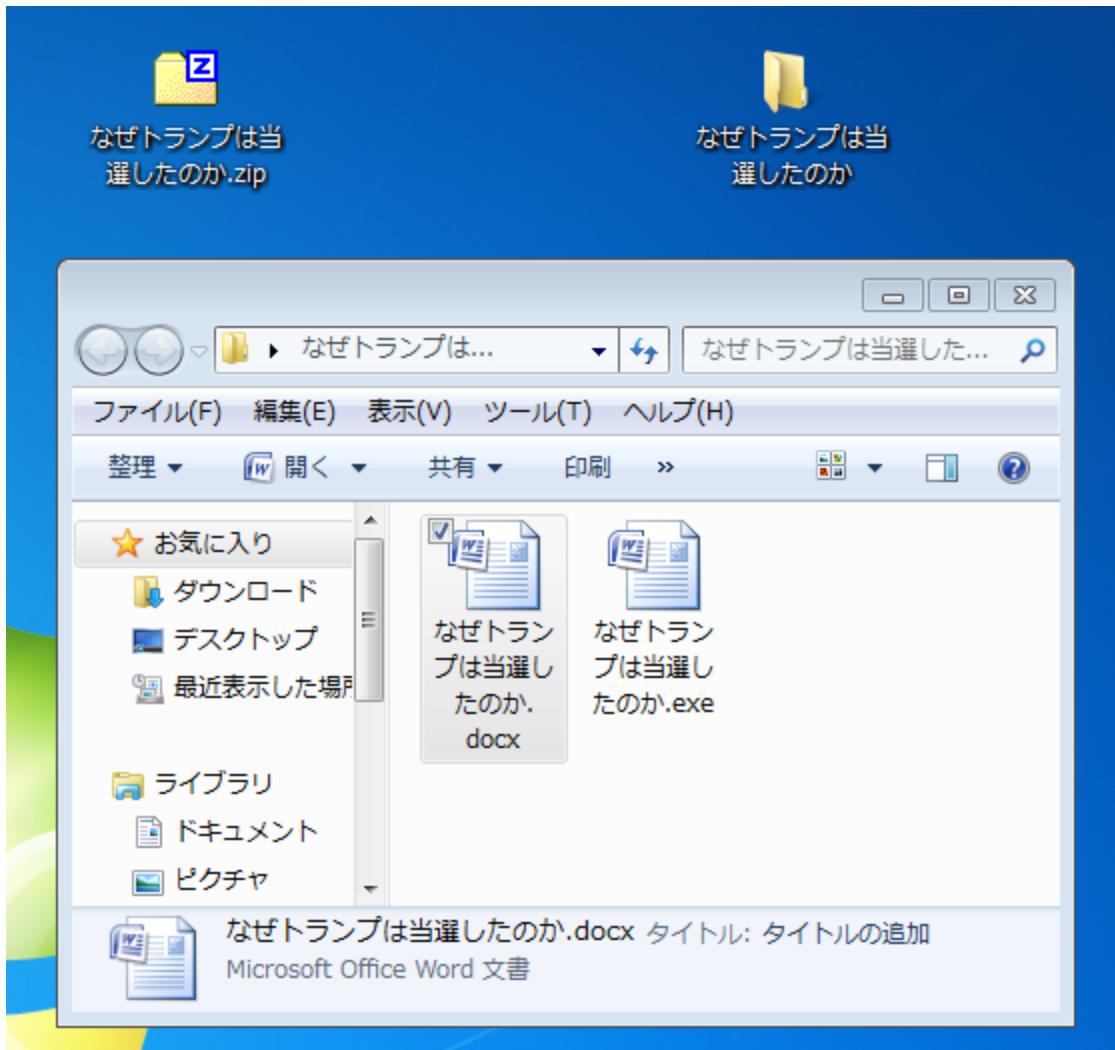 なぜトランプは当
選したのか.zip
なぜトランプは当
選したのか
なぜトランプは...
なぜトランプは当選した...
ファイル(F) 編集(E) 表示(V) ツール(T) ヘルプ(H)
整理 開く 共有 印刷 »
お気に入り
ダウンロード
デスクトップ
最近表示した場所
ライブラリ
ドキュメント
ピクチャ
なぜトラン
プは当選し
たのか.
docx
なぜトラン
プは当選し
たのか.exe
なぜトランプは当選したのか.docx タイトル: タイトルの追加
Microsoft Office Word 文書